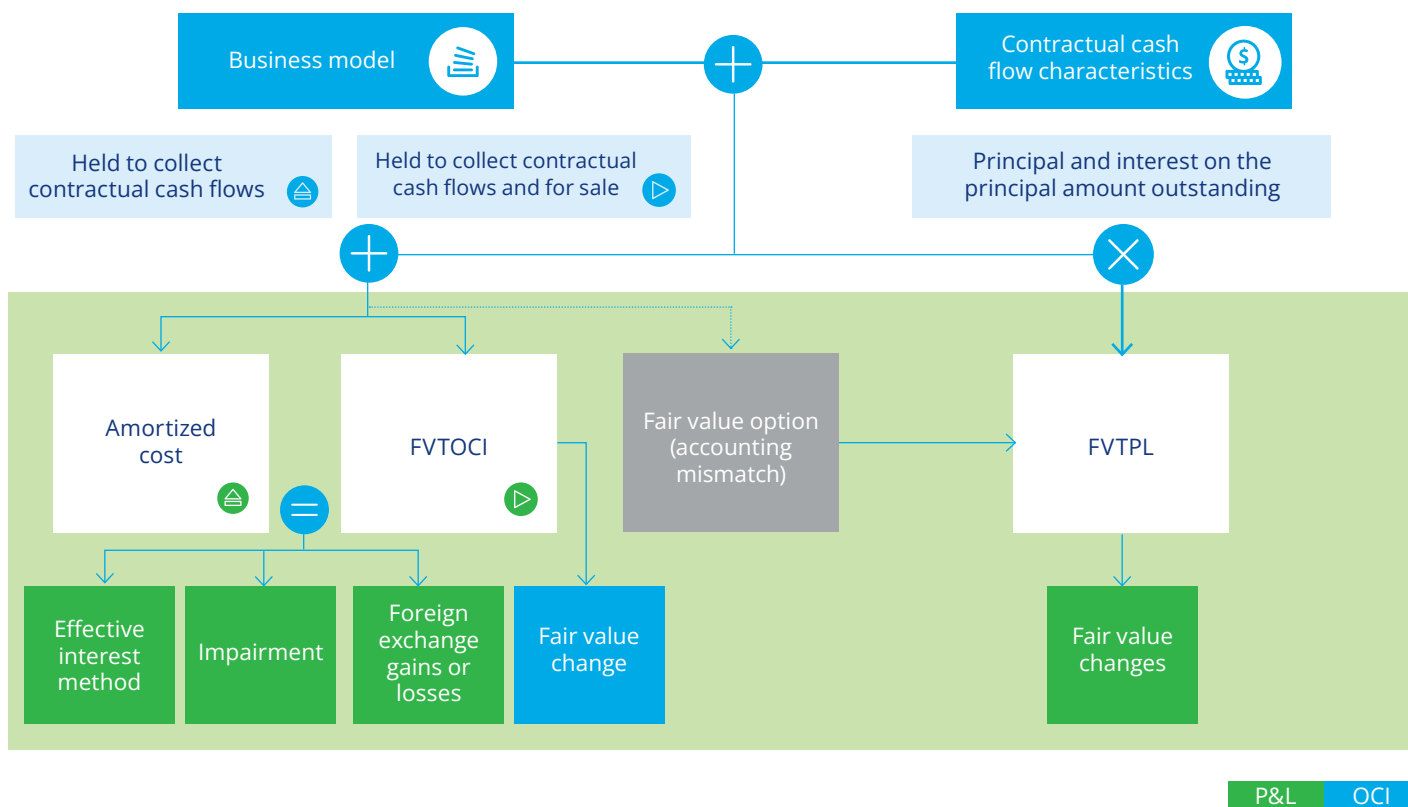 Business model
Contractual cash
flow characteristics
$
Held to collect
contractual cash flows
Held to collect contractual
cash flows and for sale
Principal and interest on the
principal amount outstanding
Amortized
cost
FVTOCI
Fair value option
(accounting
mismatch)
FVTPL
Effective
interest
method
Impairment
Foreign
exchange
gains or
losses
Fair value
change
Fair value
changes
P&L
OCI